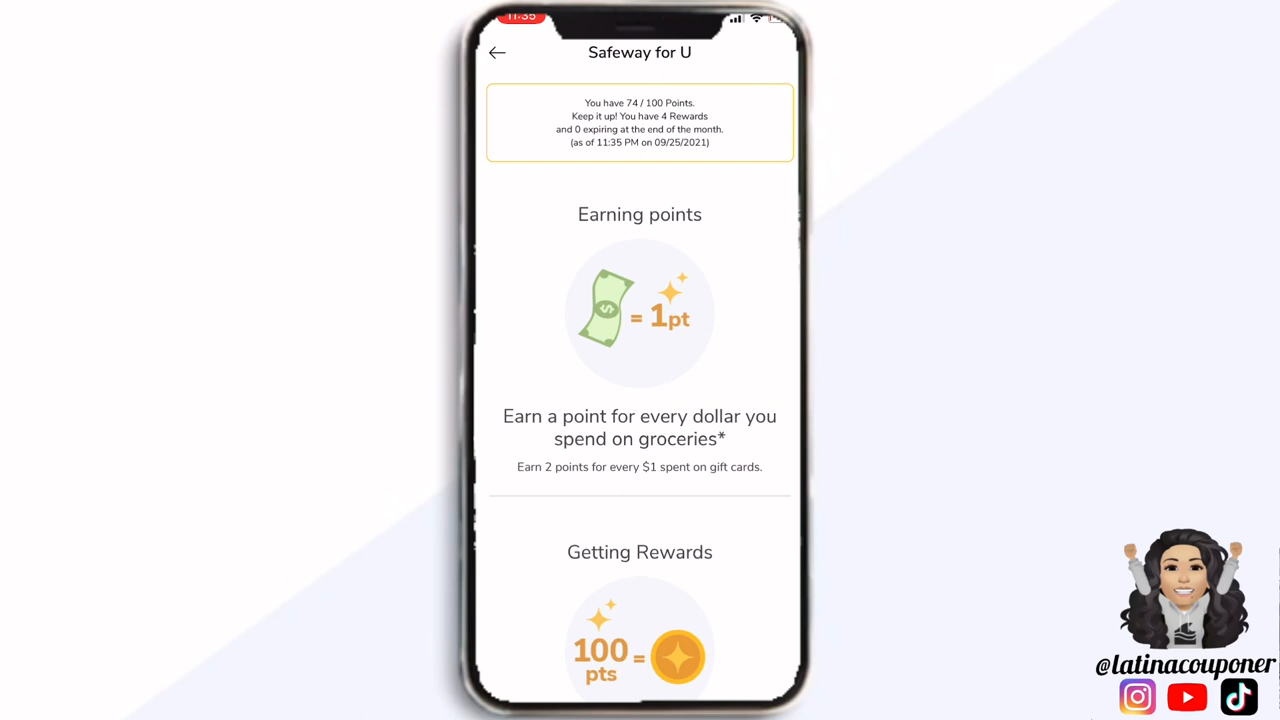 11:35
Safeway for U
You have 74 / 100 Points.
Keep it up! You have 4 Rewards
and 0 expiring at the end of the month.
(as of 11:35 PM on 09/25/2021)
Earning points
= 1pt
Earn a point for every dollar you
spend on groceries*
Earn 2 points for every $1 spent on gift cards.
Getting Rewards
100 =
pts
@latinacouponer